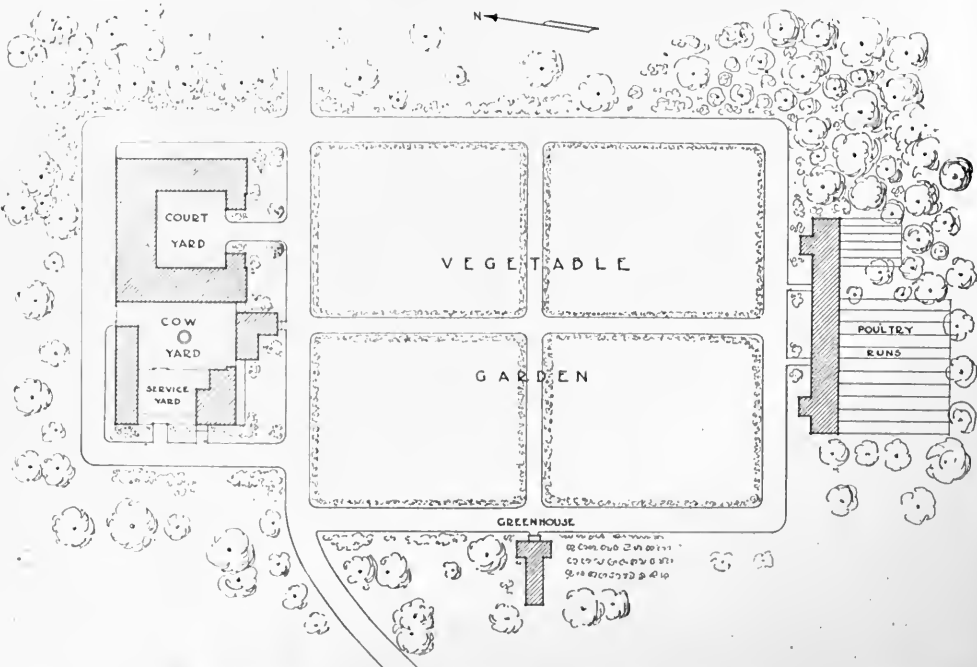 N
COURT
YARD
VEGETABLE
COW
YARD
POULTRY
RUNS
GARDEN
SERVICE
YARD
GREENHOUSE